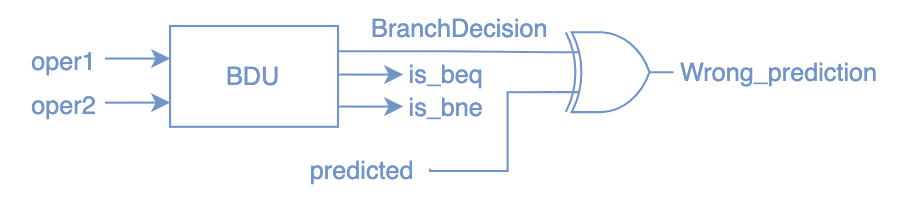 BranchDecision
oper1
BDU
is_beq
Wrong_prediction
oper2
is_bne
predicted